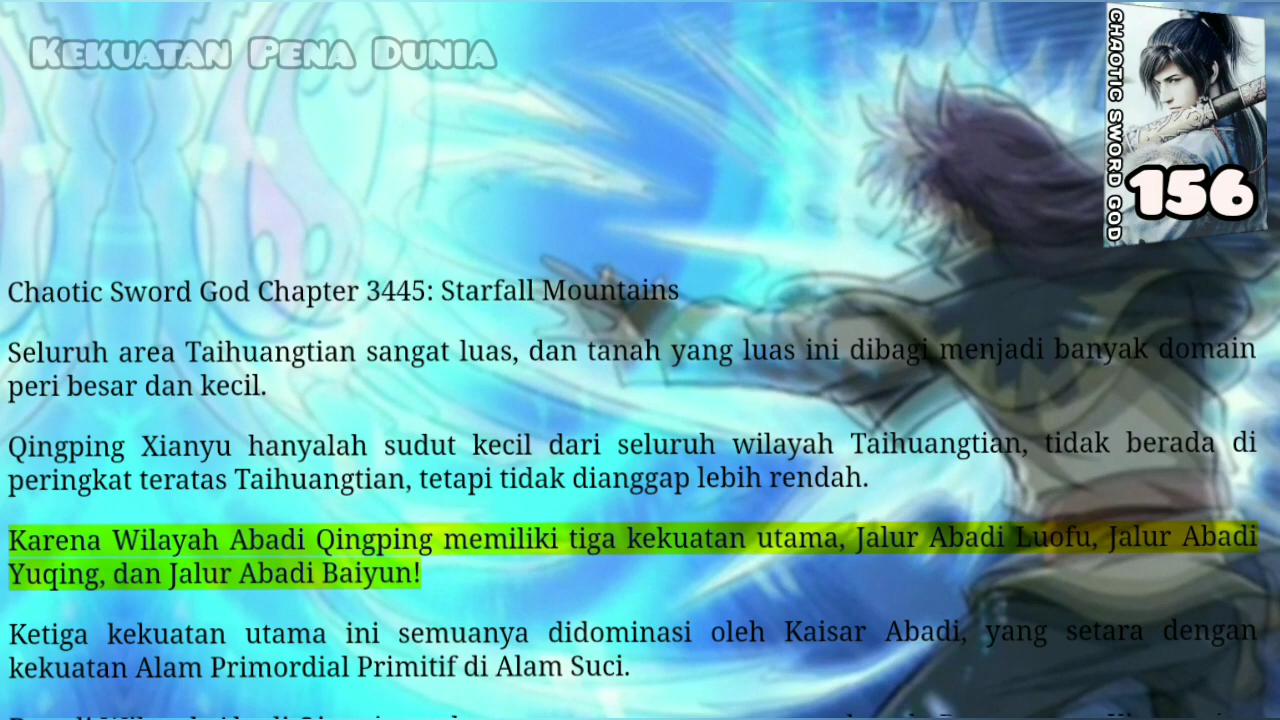 Kekuatan Pena Dunia
CHAOTIC SWORD GOD
156
Chaotic Sword God Chapter 3445: Starfall Mountains
Seluruh area Taihuangtian sangat luas, dan tanah yang luas ini dibagi menjadi banyak domain
peri besar dan kecil.
Qingping Xianyu hanyalah sudut kecil dari seluruh wilayah Taihuangtian, tidak berada di
peringkat teratas Taihuangtian, tetapi tidak dianggap lebih rendah.
Karena Wilayah Abadi Qingping memiliki tiga kekuatan utama, Jalur Abadi Luofu, Jalur Abadi
Yuqing, dan Jalur Abadi Baiyun!
Ketiga kekuatan utama ini semuanya didominasi oleh Kaisar Abadi, yang setara dengan
kekuatan Alam Primordial Primitif di Alam Suci.